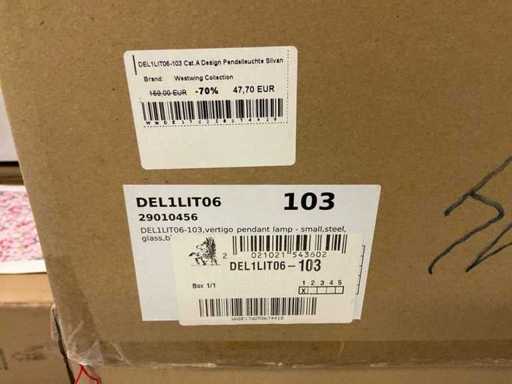 DEL1LIT06-103 Cat.A Design Pendelleuchte Silvan
Brand: Westwing Collection
159,00 EUR -70% 47,70 EUR
DEL1LIT06 103
29010456
DEL1LIT06-103,vertigo pendant lamp - small,steel,
glass,b
2 021021 543602
DEL1LIT06-103
Box 1/1
1 2 3 4 5
X